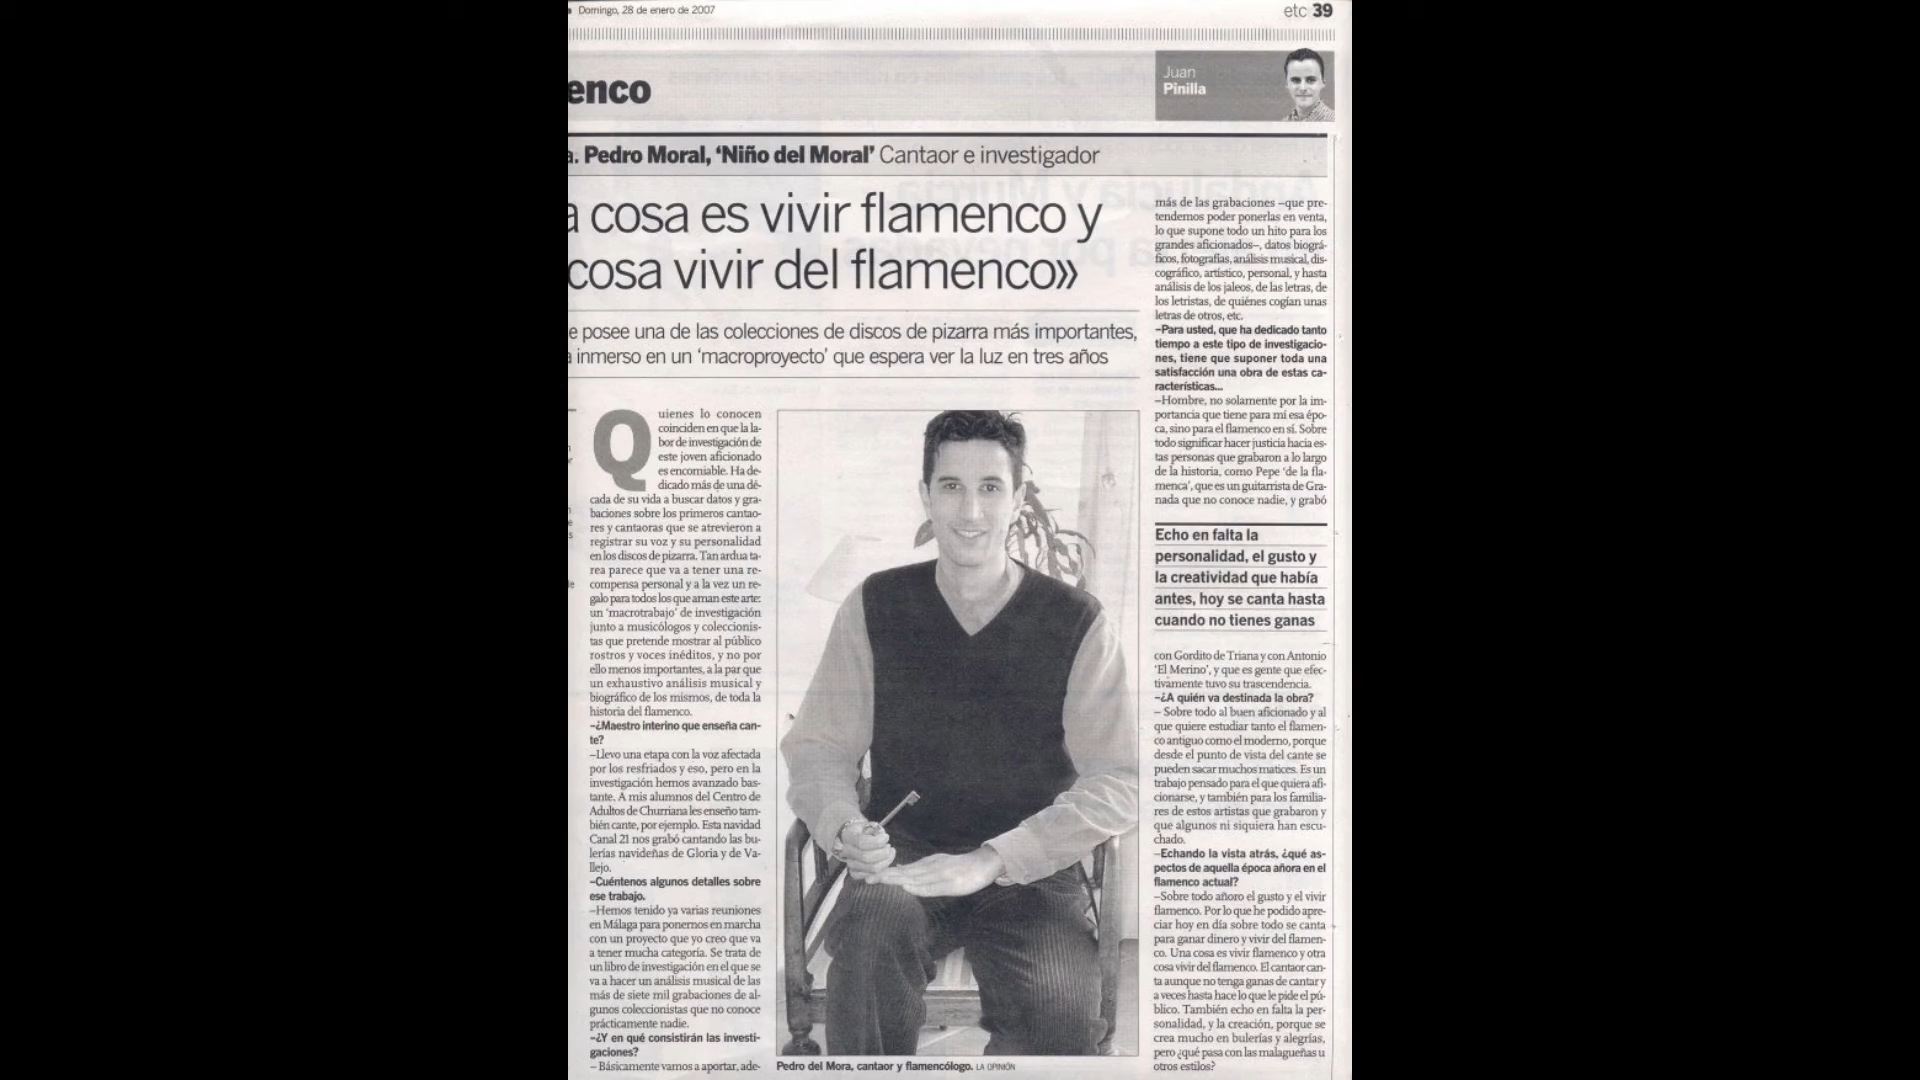 Domingo, 28 de enero de 2007
etc 39
enco
Juan
Pinilla
a. Pedro Moral, ‘Niño del Moral’ Cantaor e investigador
a cosa es vivir flamenco y
cosa vivir del flamenco»
e posee una de las colecciones de discos de pizarra más importantes,
a inmerso en un ‘macroproyecto’ que espera ver la luz en tres años
Quienes lo conocen
coinciden en que la la-
bor de investigación de
este joven aficionado
es encomiable. Ha de-
dicado más de una dé-
cada de su vida a buscar datos y gra-
baciones sobre los primeros cantao-
res y cantaoras que se atrevieron a
registrar su voz y su personalidad
en los discos de pizarra. Tan ardua ta-
rea parece que va a tener una re-
compensa personal y a la vez un re-
galo para todos los que aman este arte:
un ‘macrotrabajo’ de investigación
junto a musicólogos y coleccionis-
tas que pretende mostrar al público
rostros y voces inéditos, y no por
ello menos importantes, a la par que
un exhaustivo análisis musical y
biográfico de los mismos, de toda la
historia del flamenco.
–¿Maestro interino que enseña can-
te?
–Llevo una etapa con la voz afectada
por los resfriados y eso, pero en la
investigación hemos avanzado bas-
tante. A mis alumnos del Centro de
Adultos de Churriana les enseño tam-
bién cante, por ejemplo. Esta navidad
Canal 21 nos grabó cantando las bu-
lerías navideñas de Gloria y de Va-
llejo.
–Cuéntenos algunos detalles sobre
ese trabajo.
–Hemos tenido ya varias reuniones
en Málaga para ponernos en marcha
con un proyecto que yo creo que va
a tener mucha categoría. Se trata de
un libro de investigación en el que se
va a hacer un análisis musical de las
más de siete mil grabaciones de al-
gunos coleccionistas que no conoce
prácticamente nadie.
–¿Y en qué consistirán las investi-
gaciones?
– Básicamente vamos a aportar, ade-
Pedro del Mora, cantaor y flamencólogo. LA OPINIÓN
más de las grabaciones –que pre-
tendemos poder ponerlas en venta,
lo que supone todo un hito para los
grandes aficionados–, datos biográ-
ficos, fotografías, análisis musical, dis-
cográfico, artístico, personal, y hasta
análisis de los jaleos, de las letras, de
los letristas, de quiénes cogían unas
letras de otros, etc.
–Para usted, que ha dedicado tanto
tiempo a este tipo de investigacio-
nes, tiene que suponer toda una
satisfacción una obra de estas ca-
racterísticas...
–Hombre, no solamente por la im-
portancia que tiene para mí esa épo-
ca, sino para el flamenco en sí. Sobre
todo significar hacer justicia hacia es-
tas personas que grabaron a lo largo
de la historia, como Pepe ‘de la fla-
menca’, que es un guitarrista de Gra-
nada que no conoce nadie, y grabó
Echo en falta la
personalidad, el gusto y
la creatividad que había
antes, hoy se canta hasta
cuando no tienes ganas
con Gordito de Triana y con Antonio
‘El Merino’, y que es gente que efec-
tivamente tuvo su trascendencia.
–¿A quién va destinada la obra?
– Sobre todo al buen aficionado y al
que quiere estudiar tanto el flamen-
co antiguo como el moderno, porque
desde el punto de vista del cante se
pueden sacar muchos matices. Es un
trabajo pensado para el que quiera afi-
cionarse, y también para los familia-
res de estos artistas que grabaron y
que algunos ni siquiera han escu-
chado.
–Echando la vista atrás, ¿qué as-
pectos de aquella época añora en el
flamenco actual?
–Sobre todo añoro el gusto y el vivir
flamenco. Por lo que he podido apre-
ciar hoy en día sobre todo se canta
para ganar dinero y vivir del flamen-
co. Una cosa es vivir flamenco y otra
cosa vivir del flamenco. El cantaor can-
ta aunque no tenga ganas de cantar y
a veces hasta hace lo que le pide el pú-
blico. También echo en falta la per-
sonalidad, y la creación, porque se
crea mucho en bulerías y alegrías,
pero ¿qué pasa con las malagueñas u
otros estilos?